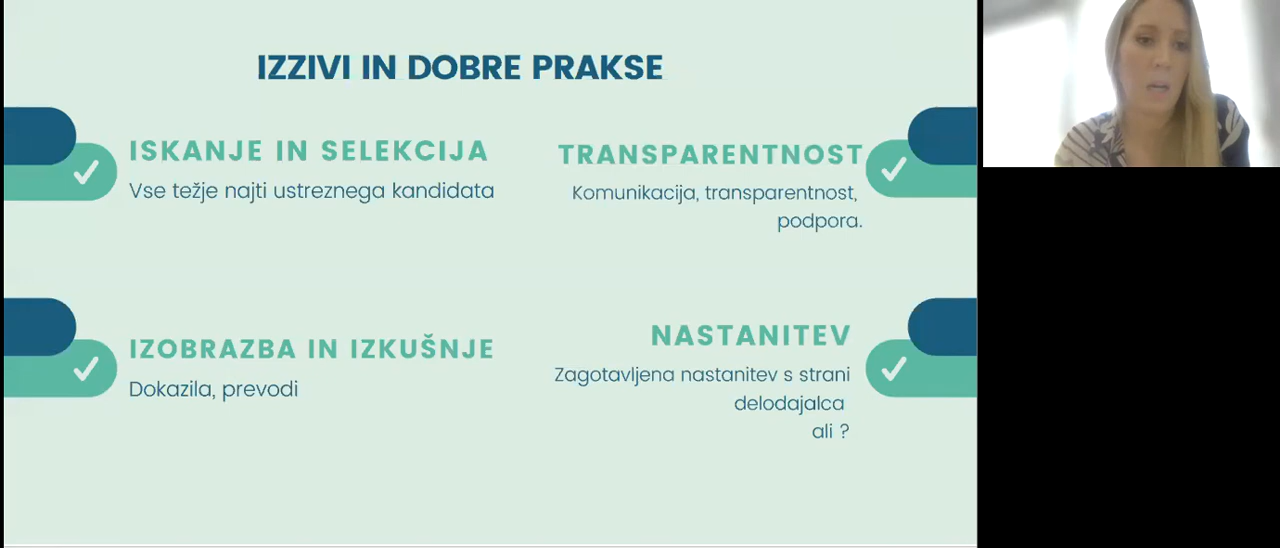 IZZIVI IN DOBRE PRAKSE
ISKANJE IN SELEKCIJA
Vse težje najti ustreznega kandidata
TRANSPARENTNOST
Komunikacija, transparentnost,
podpora.
IZOBRAZBA IN IZKUŠNJE
Dokazila, prevodi
NASTANITEV
Zagotavljena nastanitev s strani
delodajalca
ali ?